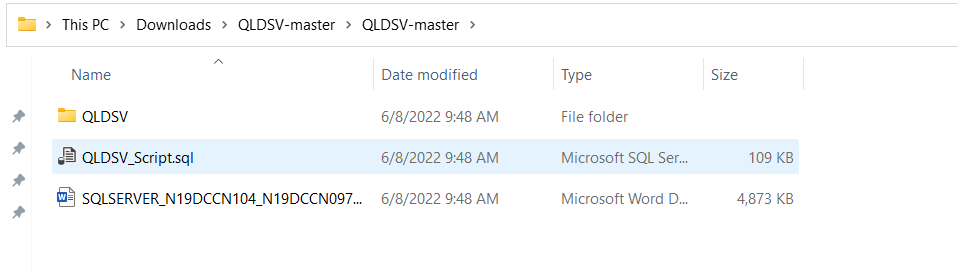 This PC > Downloads > QLDSV-master > QLDSV-master >
Name Date modified Type Size
QLDSV 6/8/2022 9:48 AM File folder
QLDSV_Script.sql 6/8/2022 9:48 AM Microsoft SQL Ser... 109 KB
SQLSERVER_N19DCCN104_N19DCCN097... 6/8/2022 9:48 AM Microsoft Word D... 4,873 KB